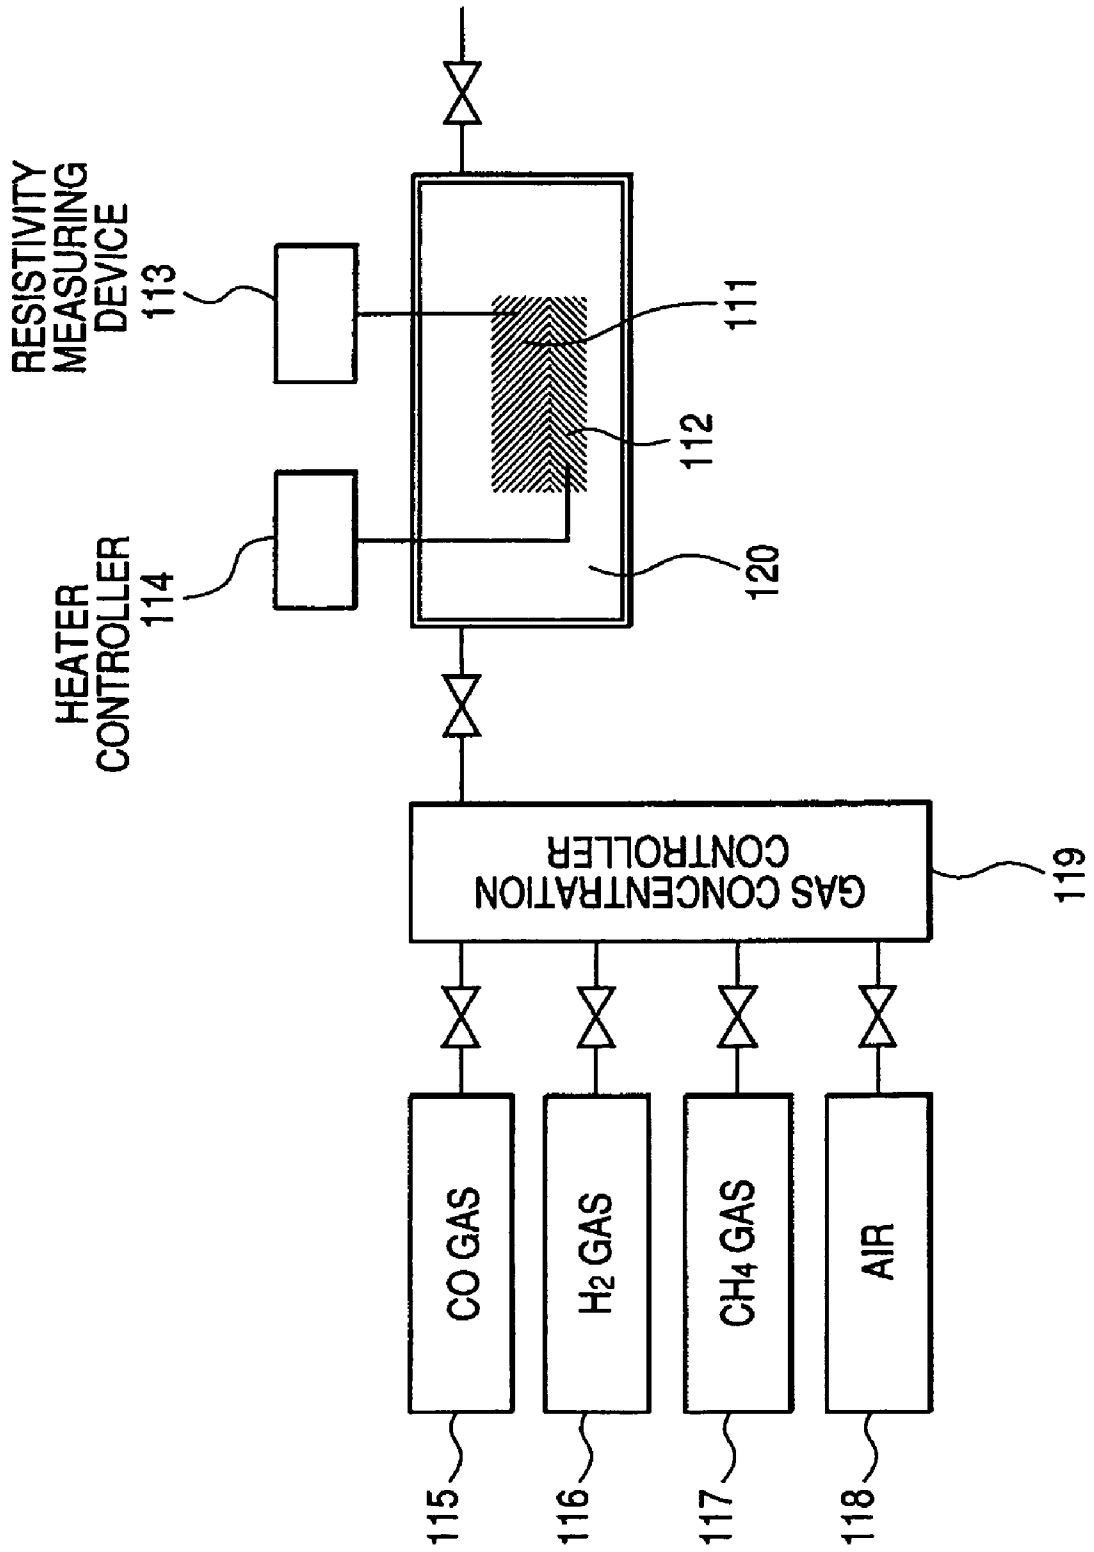 RESISTIVITY
MEASURING
DEVICE
113
HEATER
CONTROLLER
114
111
112
120
GAS CONCENTRATION
CONTROLLER
119
CO GAS
115
H2 GAS
116
CH4 GAS
117
AIR
118